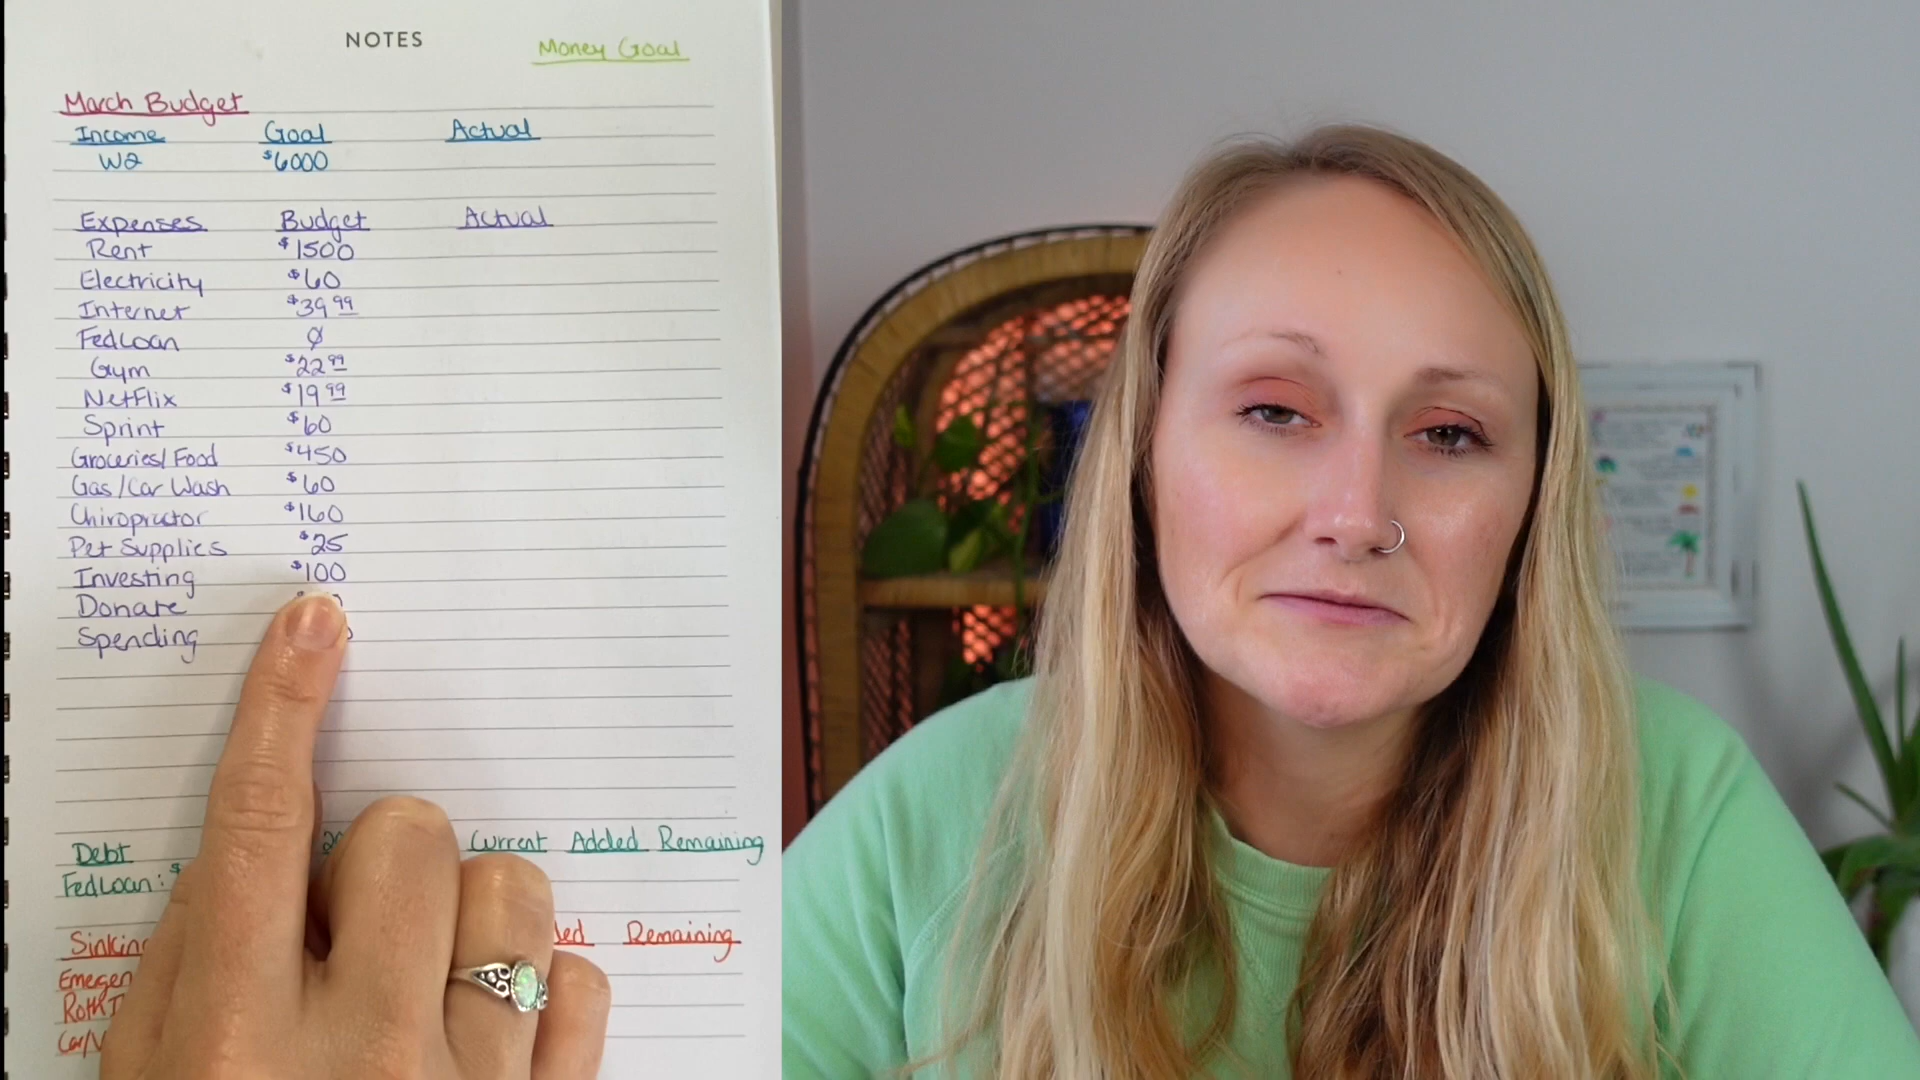 NOTES
Money Goal
March Budget
Income Goal Actual
W2 $6000
Expenses Budget Actual
Rent $1500
Electricity $60
Internet $39.99
FedLoan Ø
Gym $22.99
NetFlix $19.99
Sprint $60
Groceries/Food $450
Gas/Car Wash $60
Chiropractor $160
Pet Supplies $25
Investing $100
Donate
Spending
Debt Current Added Remaining
FedLoan: $
Remaining